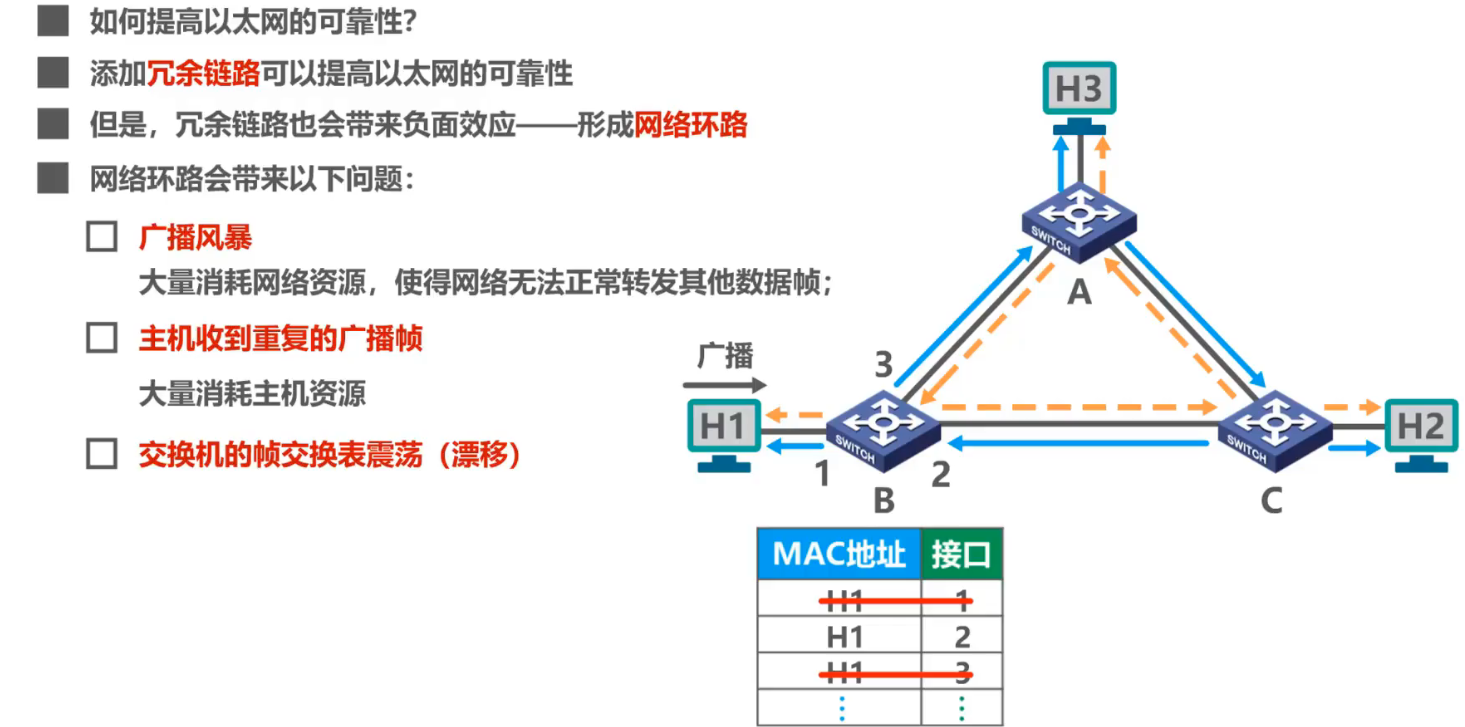 如何提高以太网的可靠性?
添加冗余链路可以提高以太网的可靠性
但是，冗余链路也会带来负面效应——形成网络环路
网络环路会带来以下问题：
广播风暴
大量消耗网络资源，使得网络无法正常转发其他数据帧；
主机收到重复的广播帧
大量消耗主机资源
交换机的帧交换表震荡（漂移）
H3
SWITCH
A
广播
3
H1
SWITCH
SWITCH
H2
1
2
B
C
MAC地址 接口
H1 1
H1 2
H1 3
⋮ ⋮